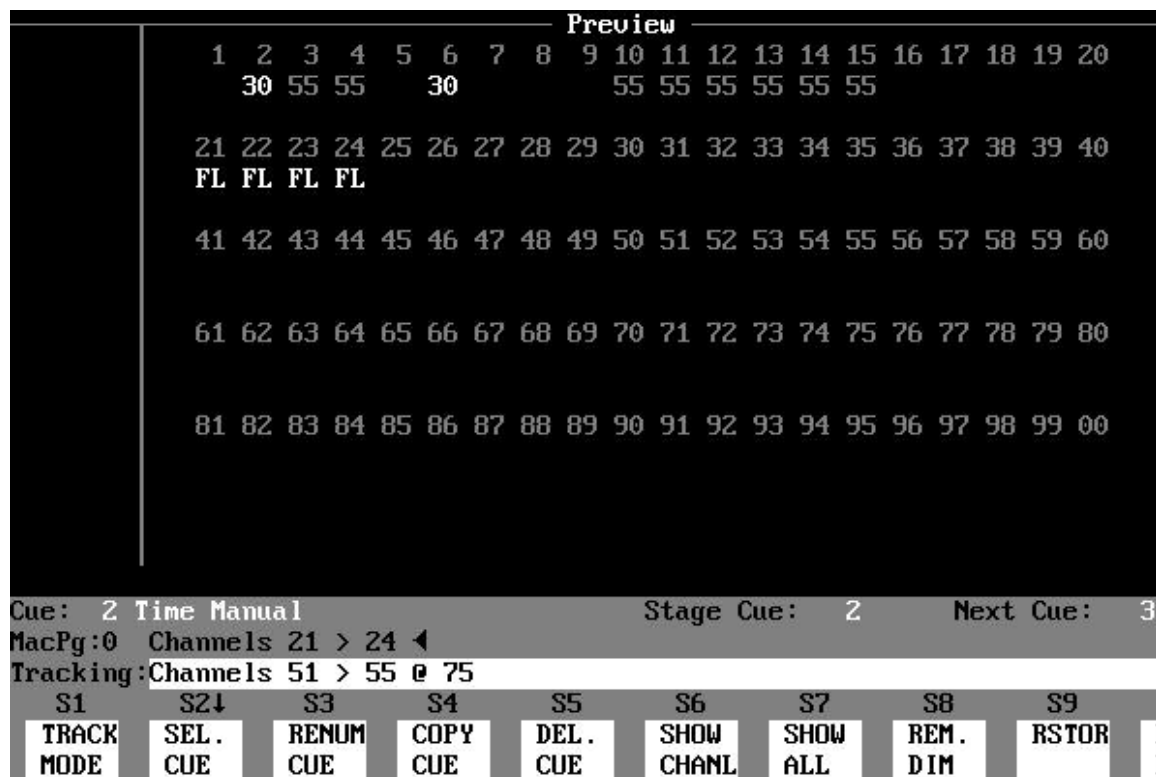 Preview
1 2 3 4 5 6 7 8 9 10 11 12 13 14 15 16 17 18 19 20
30 55 55 30 55 55 55 55 55 55
21 22 23 24 25 26 27 28 29 30 31 32 33 34 35 36 37 38 39 40
FL FL FL FL
41 42 43 44 45 46 47 48 49 50 51 52 53 54 55 56 57 58 59 60
61 62 63 64 65 66 67 68 69 70 71 72 73 74 75 76 77 78 79 80
81 82 83 84 85 86 87 88 89 90 91 92 93 94 95 96 97 98 99 00
Cue: 2 Time Manual Stage Cue: 2 Next Cue: 3
MacPg:0 Channels 21 > 24 ◄
Tracking:Channels 51 > 55 @ 75
S1 S2↓ S3 S4 S5 S6 S7 S8 S9
TRACK SEL. RENUM COPY DEL. SHOW SHOW REM. RSTOR
MODE CUE CUE CUE CUE CHANL ALL DIM